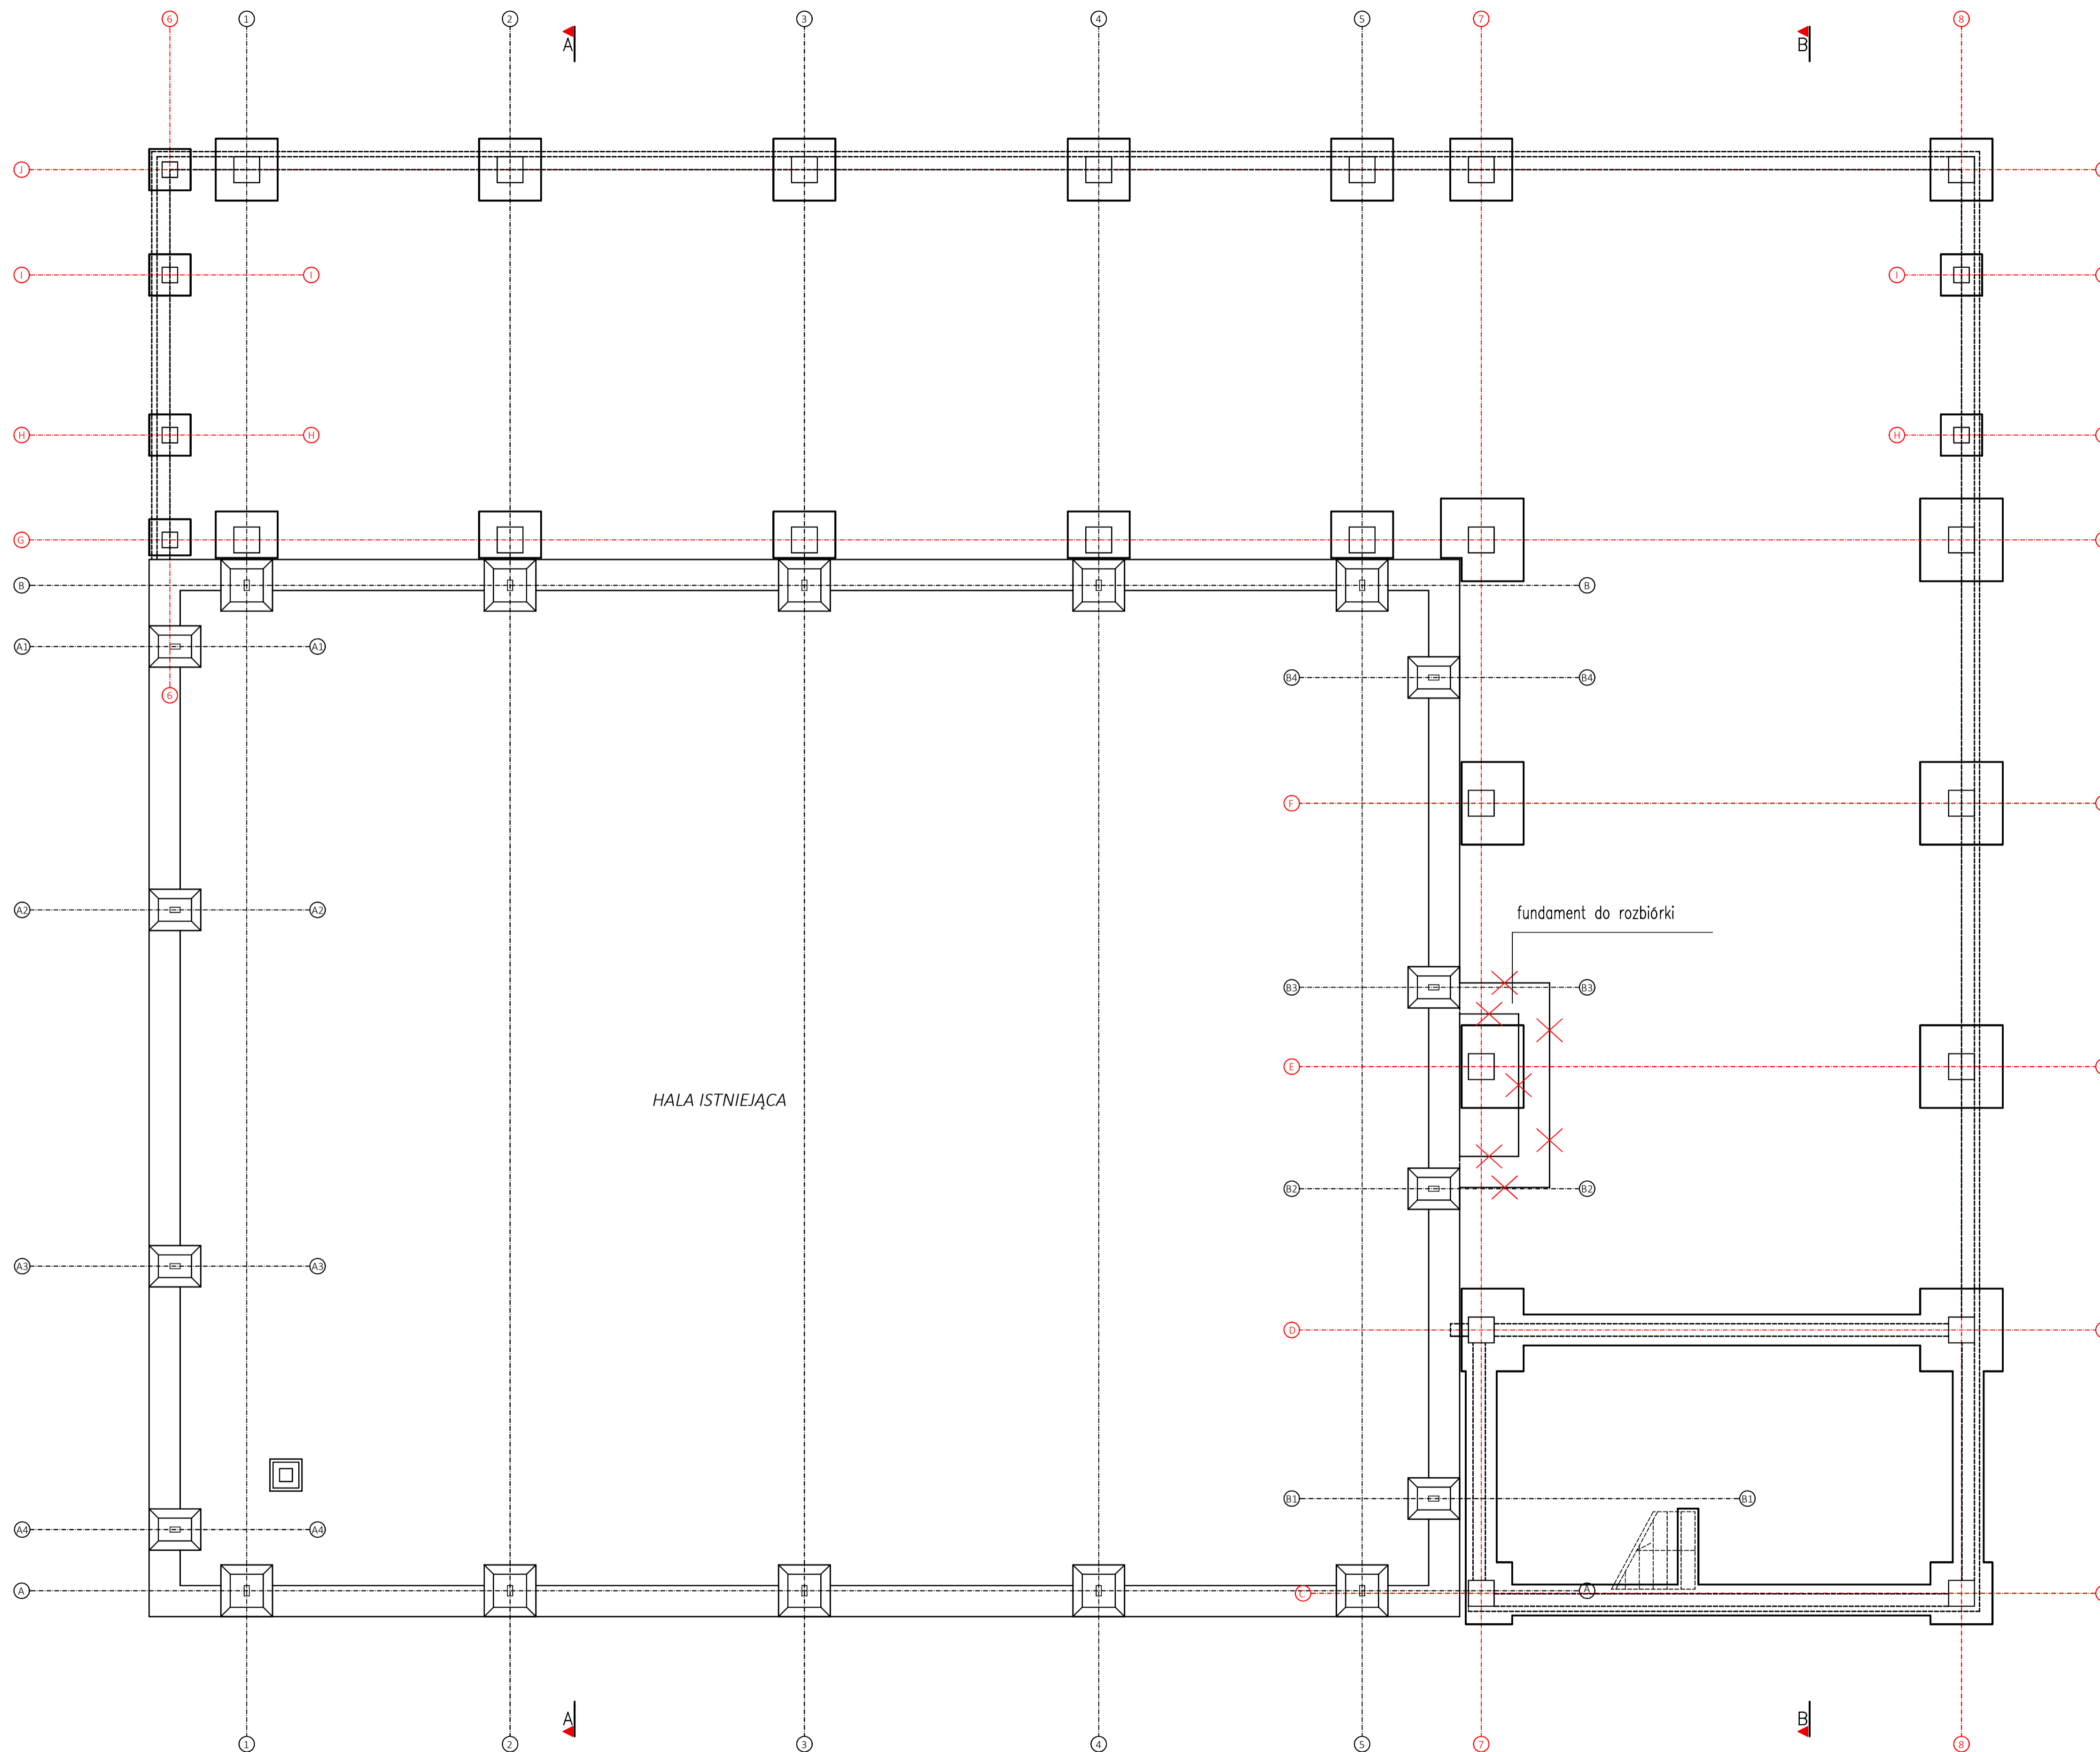 6 1 2 3 4 5 7 8
A B
J
I I I
H H H
G
B B
A1 A1
B4 B4
6
F
A2 A2
fundament do rozbiórki
B3 B3
E
HALA ISTNIEJĄCA
B2 B2
A3 A3
D
B1 B1
A4 A4
A A
C
A B
1 2 3 4 5 7 8